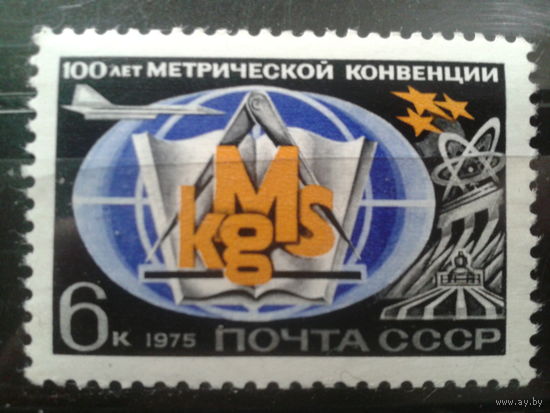 100 ЛЕТ МЕТРИЧЕСКОЙ КОНВЕНЦИИ
M
kg s
6 К 1975 ПОЧТА СССР
www.ay.by